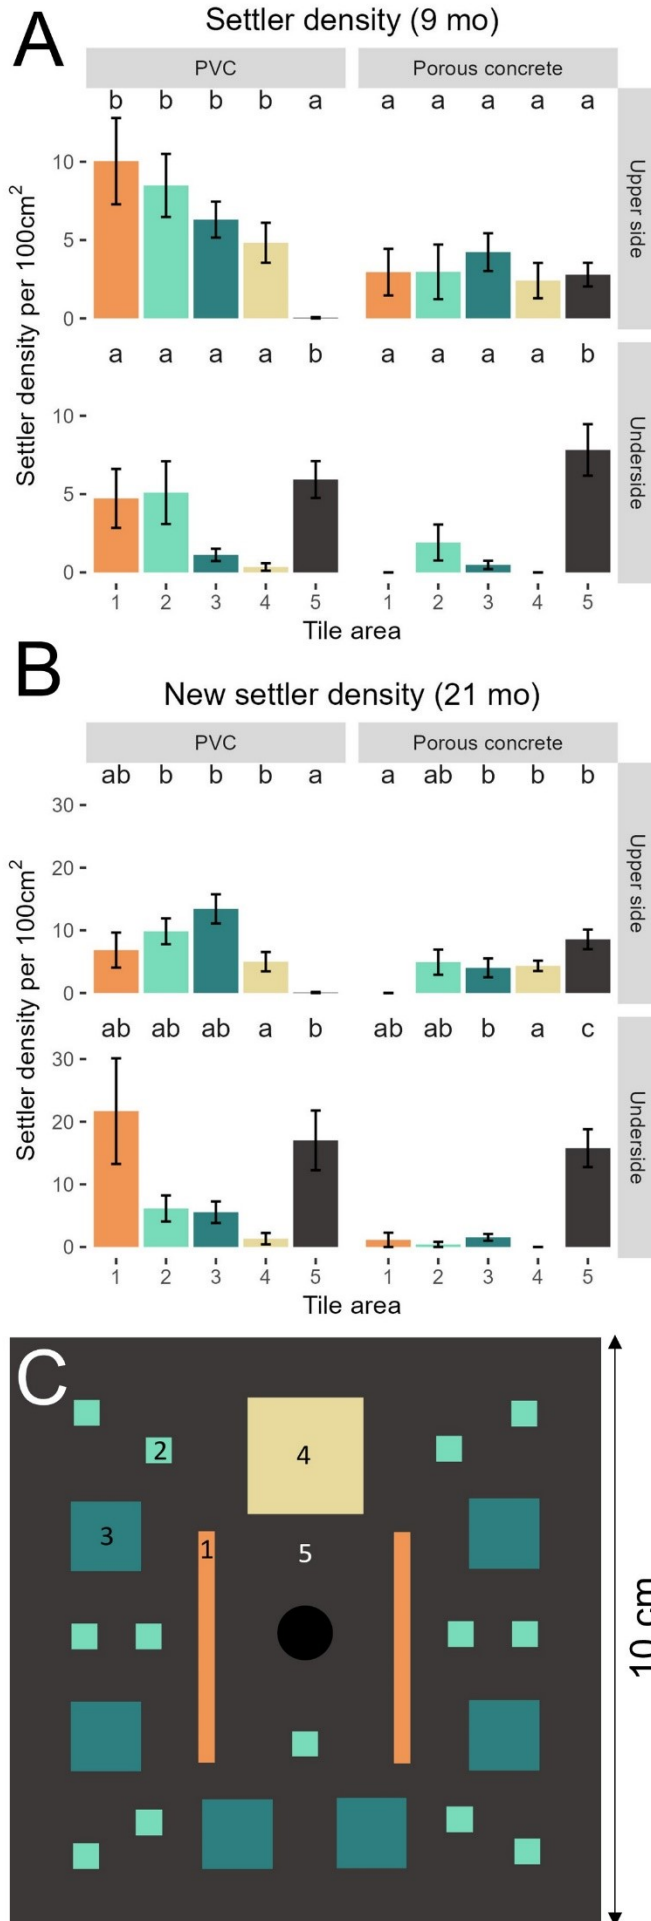 A
Settler density (9 mo)
PVC
Porous concrete
b b b b a
a a a a a
10
5
0
Upper side
a a a a b
a a a a b
10
5
0
Underside
Settler density per 100cm²
1 2 3 4 5
1 2 3 4 5
Tile area
B
New settler density (21 mo)
PVC
Porous concrete
ab b b b a
a ab b b b
30
20
10
0
Upper side
ab ab ab a b
ab ab b a c
30
20
10
0
Underside
Settler density per 100cm²
1 2 3 4 5
1 2 3 4 5
Tile area
C
2
4
3
1
5
10 cm